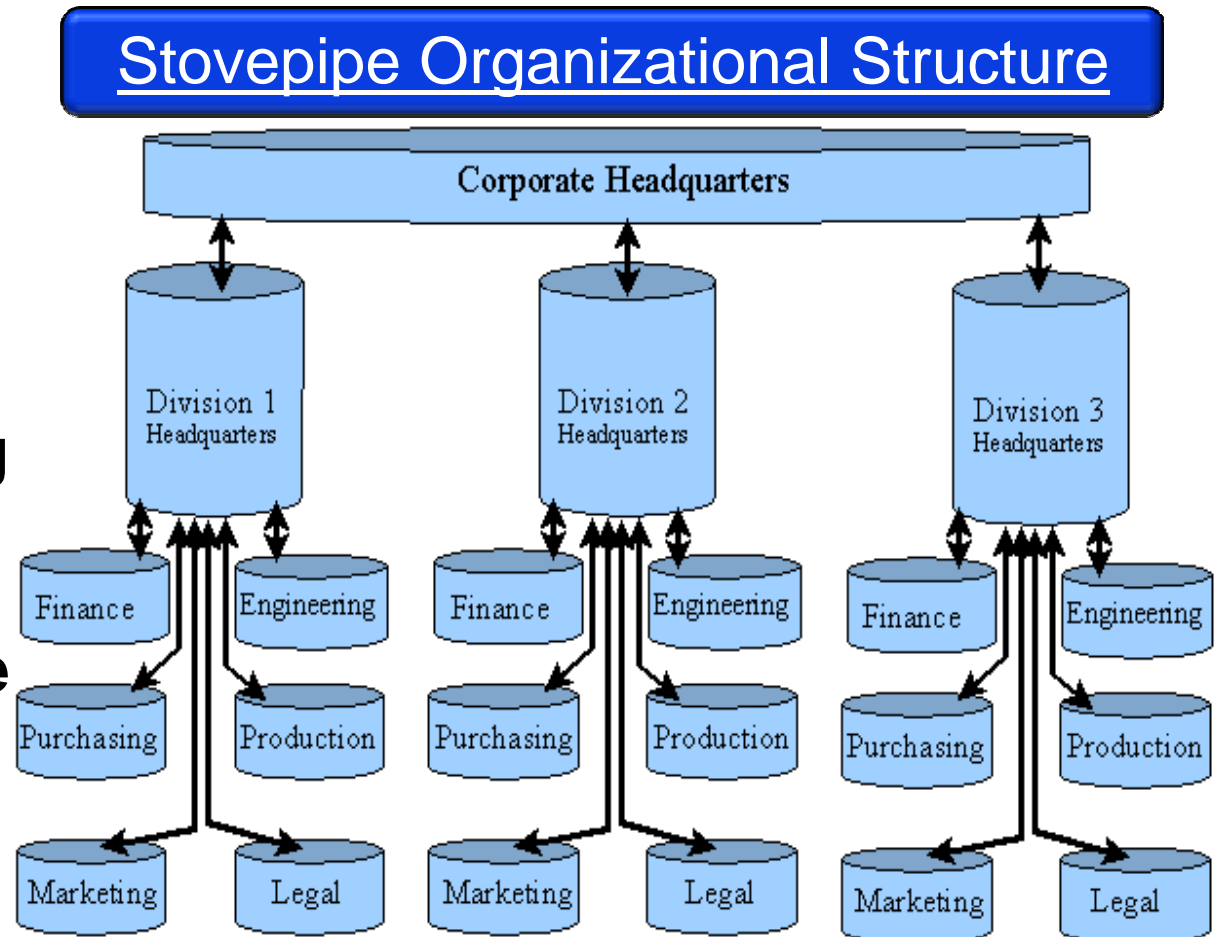 Stovepipe Organizational Structure
Corporate Headquarters
Division 1
Headquarters
Division 2
Headquarters
Division 3
Headquarters
Finance
Engineering
Finance
Engineering
Finance
Engineering
Purchasing
Production
Purchasing
Production
Purchasing
Production
Marketing
Legal
Marketing
Legal
Marketing
Legal